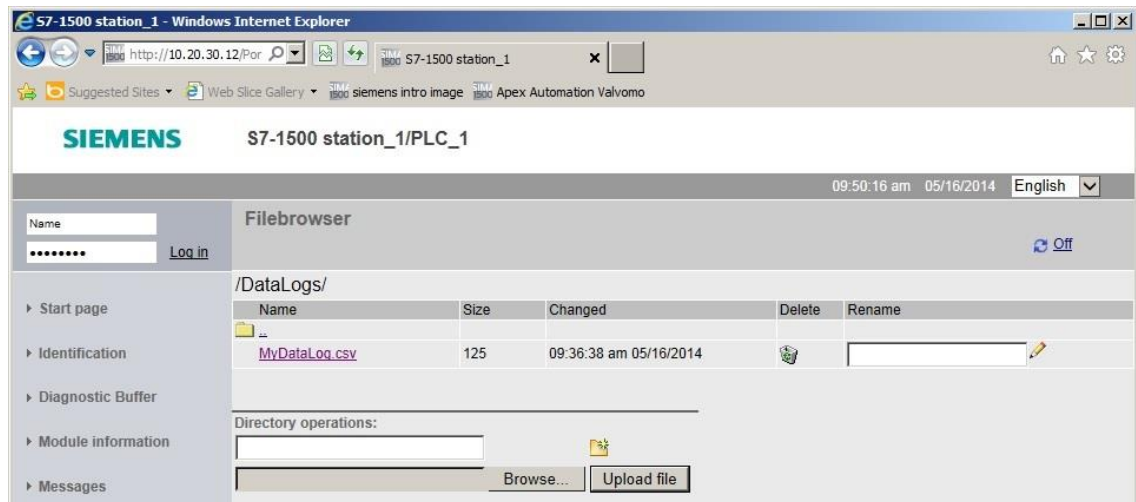 S7-1500 station_1 - Windows Internet Explorer
http://10.20.30.12/Por
S7-1500 station_1
Suggested Sites Web Slice Gallery siemens intro image Apex Automation Valvomo
SIEMENS S7-1500 station_1/PLC_1
09:50:16 am 05/16/2014 English
Name
Log in
Filebrowser
Off
/DataLogs/
Name Size Changed Delete Rename
..
MyDataLog.csv 125 09:36:38 am 05/16/2014
Start page
Identification
Diagnostic Buffer
Module information
Messages
Directory operations:
Browse... Upload file